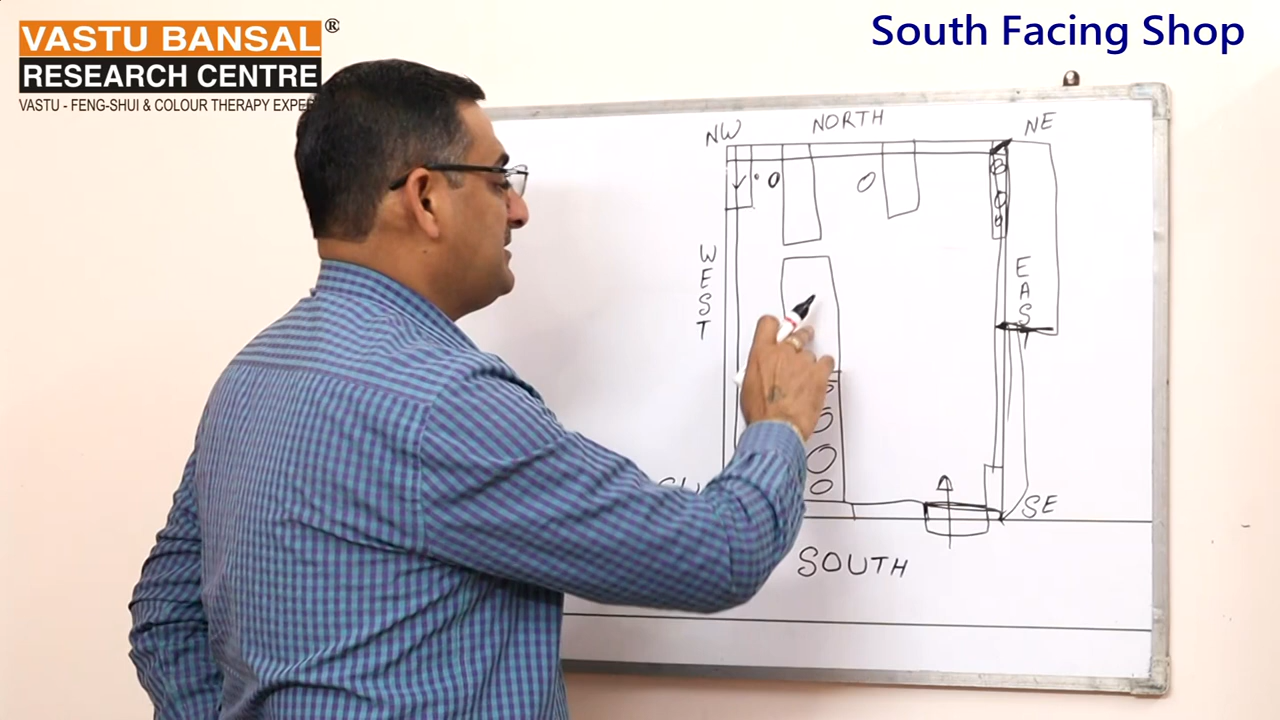 VASTU BANSAL®
RESEARCH CENTRE
VASTU - FENG-SHUI & COLOUR THERAPY
South Facing Shop
NW
NORTH
NE
WEST
EAST
SE
SOUTH